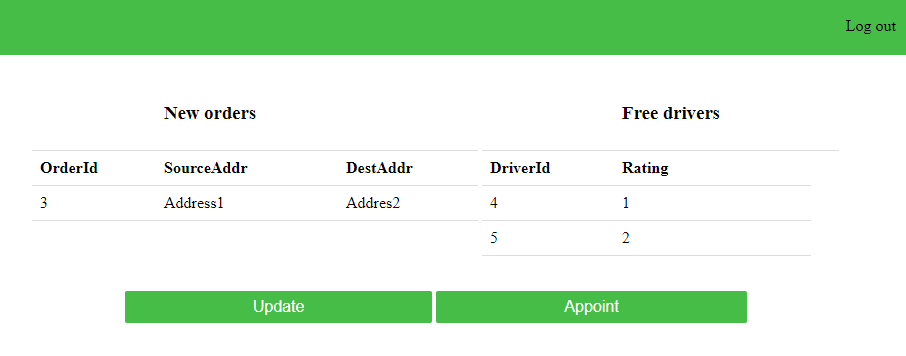 Log out
New orders
Free drivers
OrderId SourceAddr DestAddr DriverId Rating
3 Address1 Addres2 4 1
5 2
Update Appoint